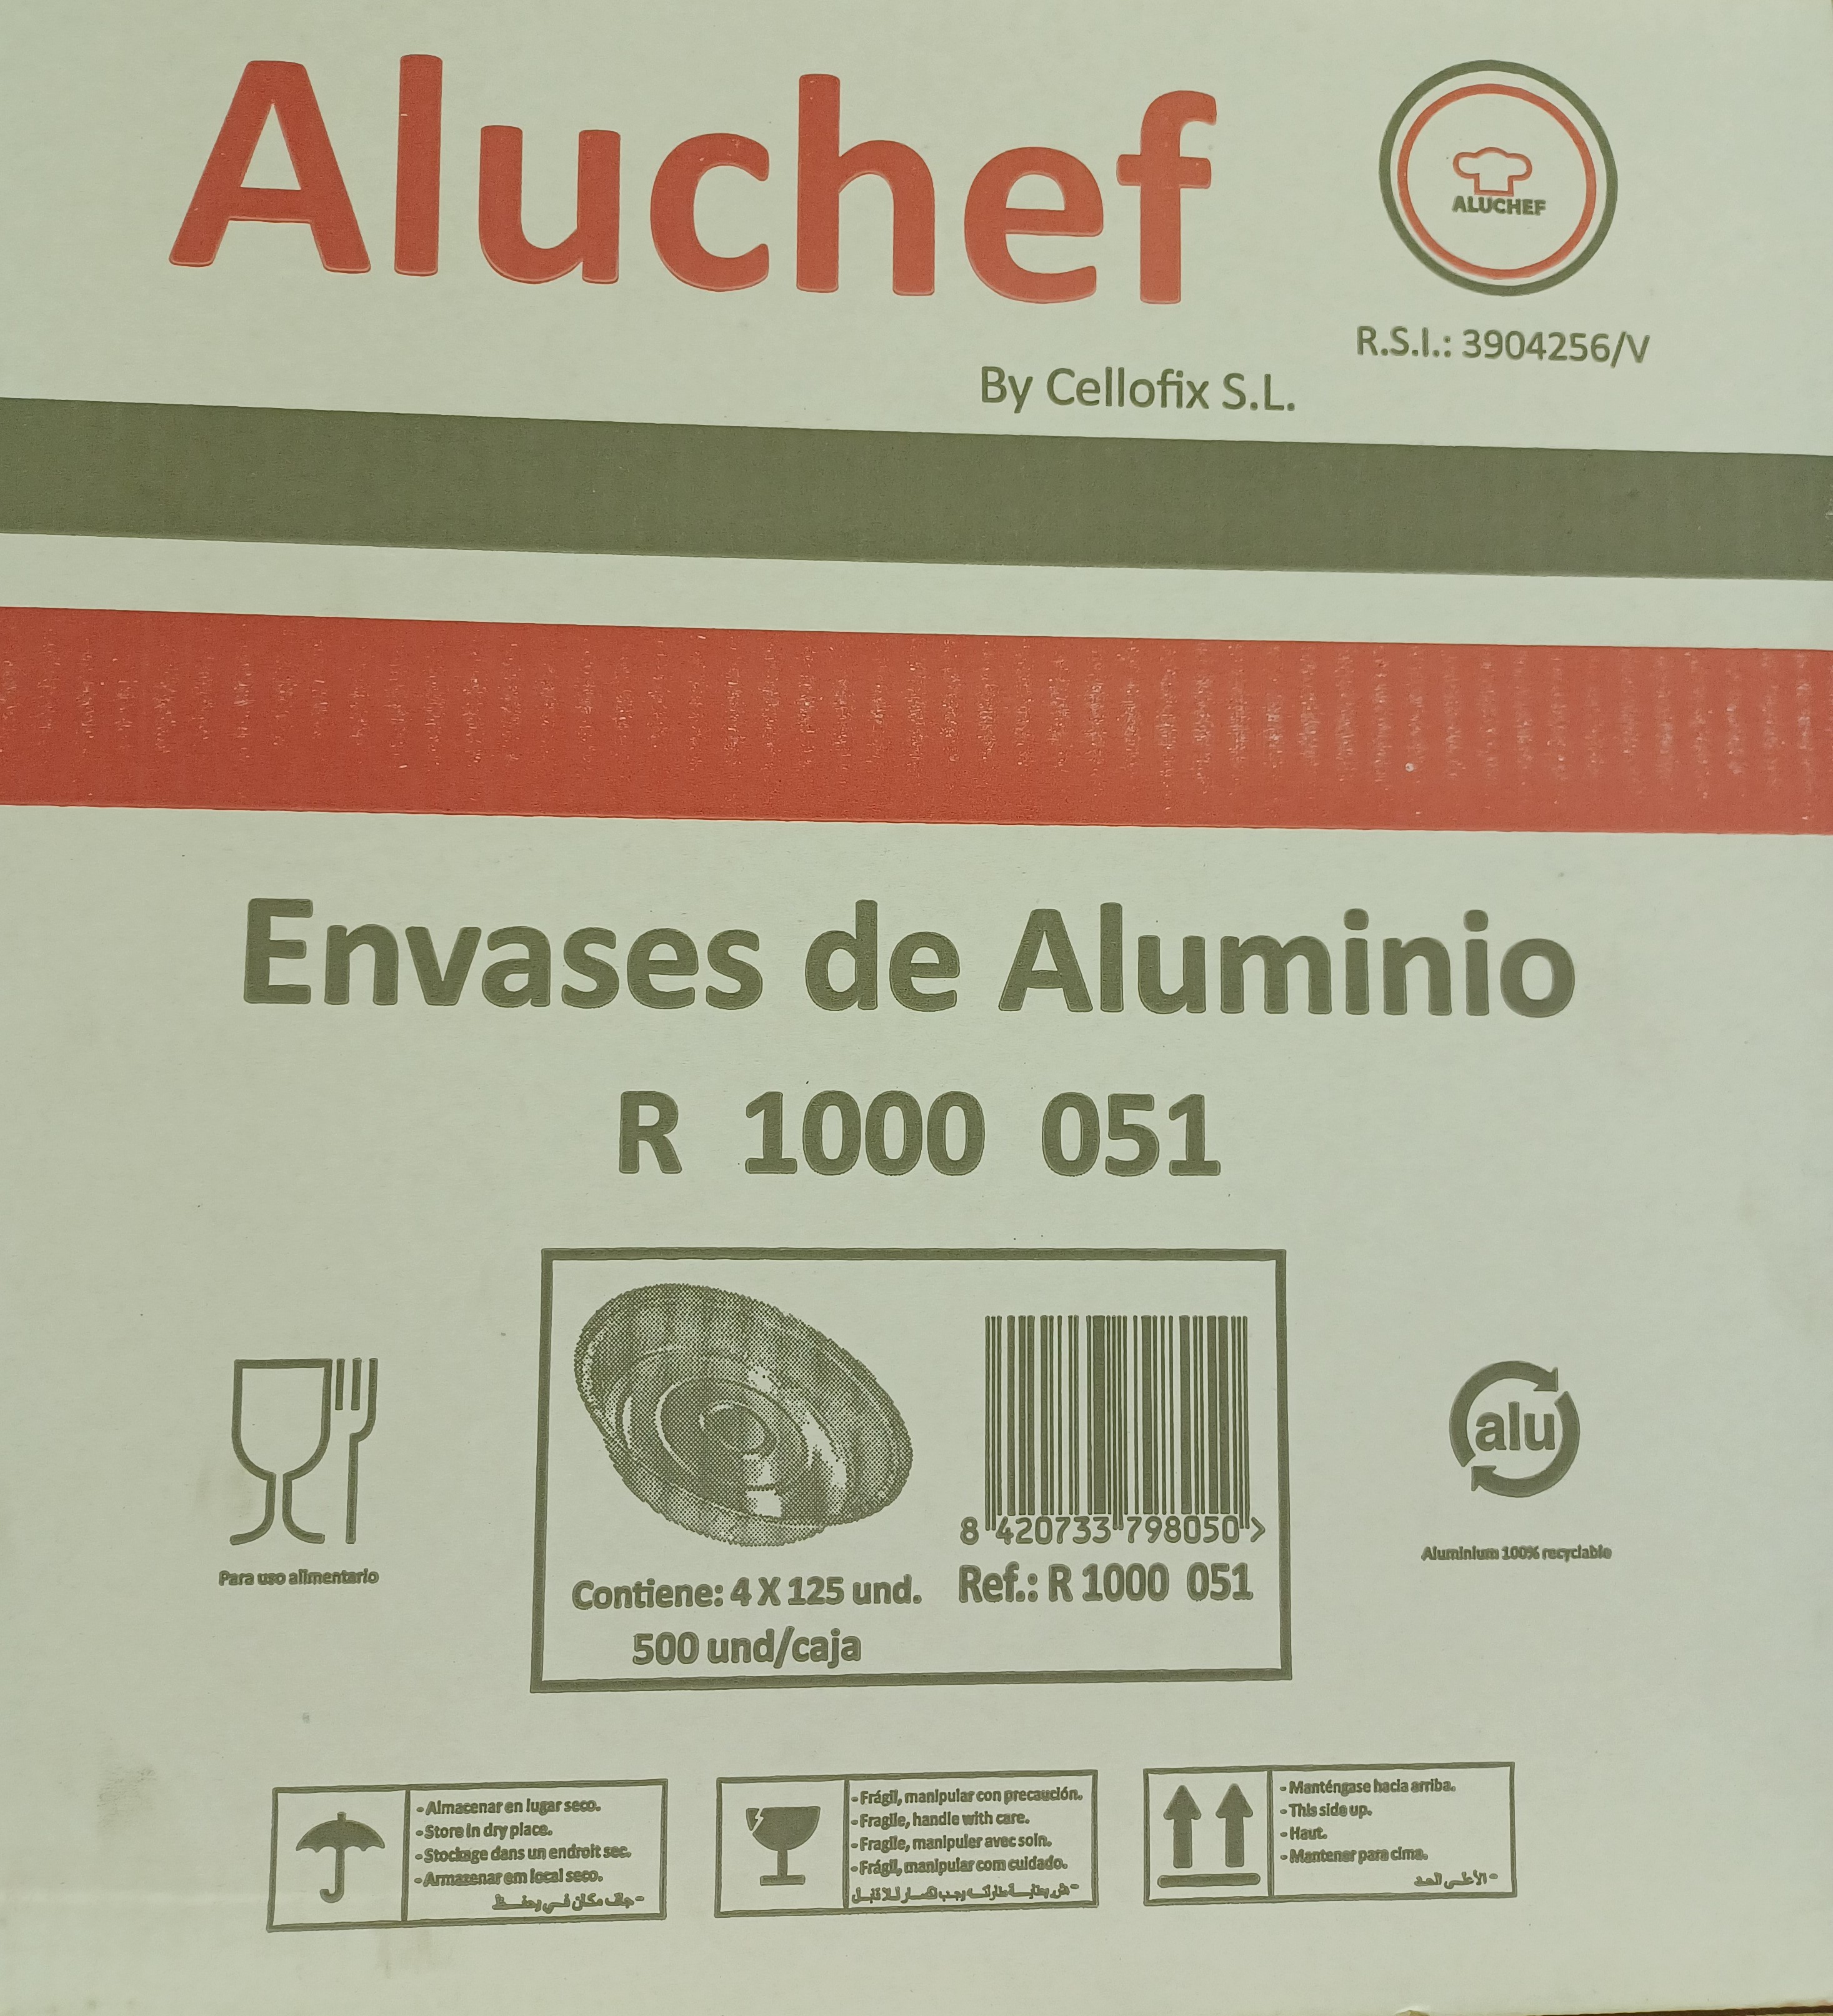 Aluchef
ALUCHEF
R.S.I.: 3904256/V
By Cellofix S.L.
Envases de Aluminio
R 1000 051
8 420733 798050 >
Contiene: 4 X 125 und.
Ref.: R 1000 051
500 und/caja
Para uso alimentario
alu
Aluminium 100% recyclable
- Almacenar en lugar seco.
- Store in dry place.
- Stockage dans un endroit sec.
- Armazenar em local seco.
- Frágil, manipular con precaución.
- Fragile, handle with care.
- Fragile, manipuler avec soin.
- Frágil, manipular com cuidado.
- Manténgase hacia arriba.
- This side up.
- Haut.
- Mantener para cima.